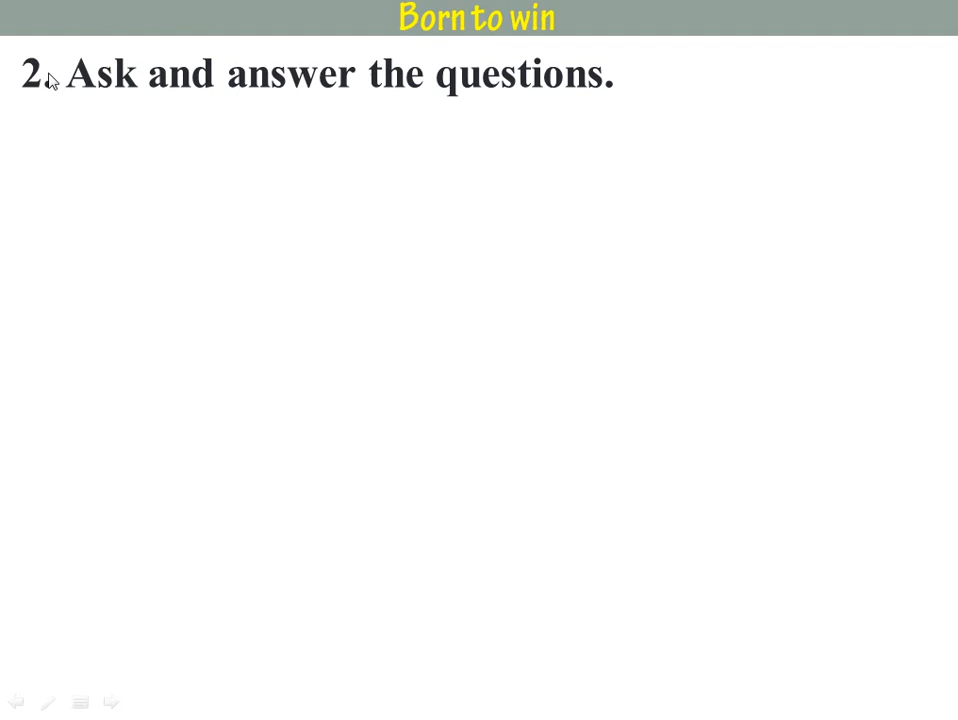 Born to win
2. Ask and answer the questions.